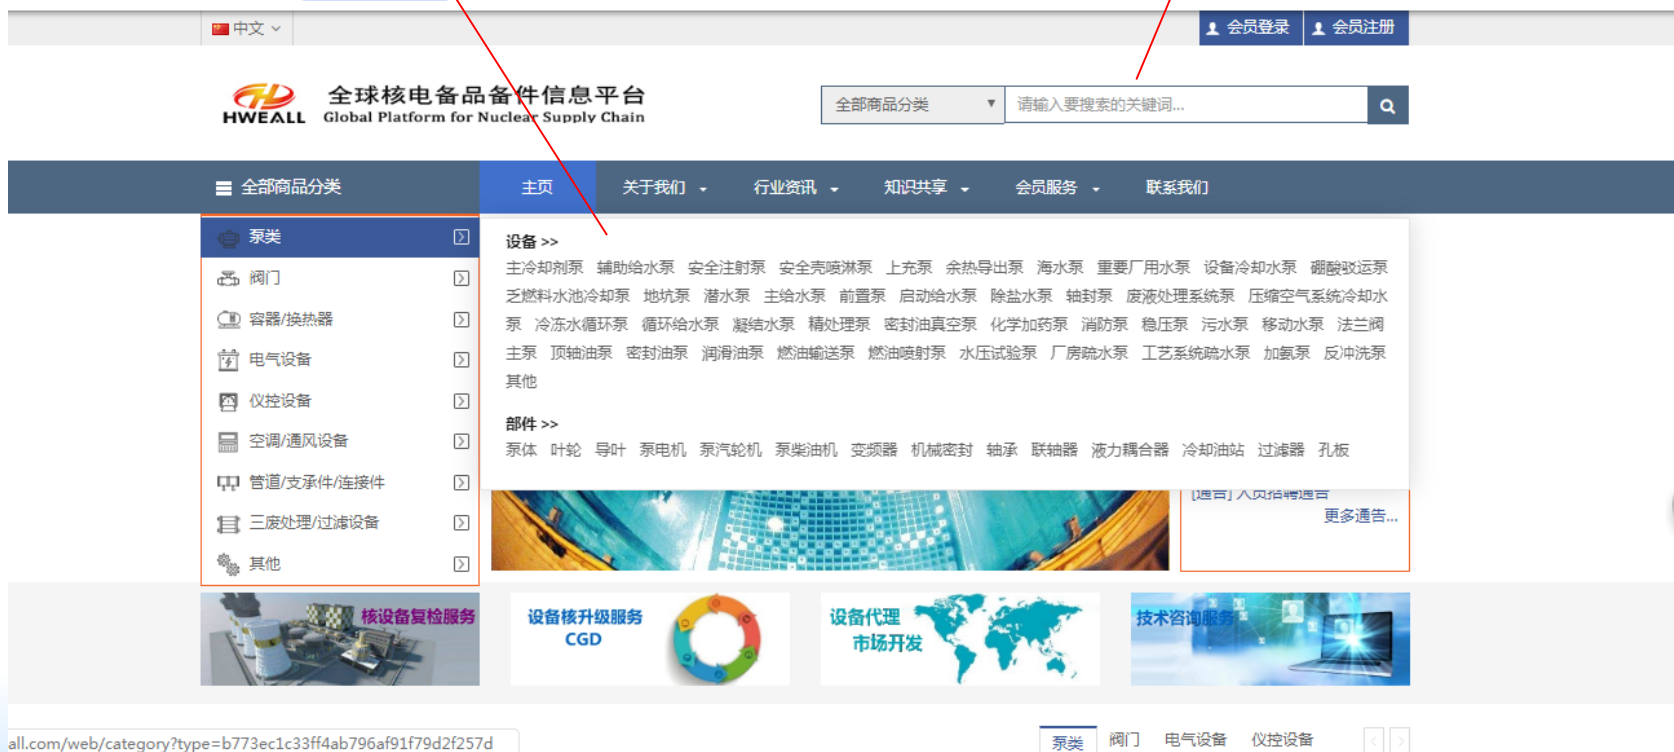 中文
会员登录
会员注册
HWEALL
全球核电备品备件信息平台
Global Platform for Nuclear Supply Chain
全部商品分类
请输入要搜索的关键词...
全部商品分类
主页
关于我们
行业资讯
知识共享
会员服务
联系我们
泵类
阀门
容器/换热器
电气设备
仪控设备
空调/通风设备
管道/支承件/连接件
三废处理/过滤设备
其他
设备 >>
主冷却剂泵 辅助给水泵 安全注射泵 安全壳喷淋泵 上充泵 余热导出泵 海水泵 重要厂用水泵 设备冷却水泵 硼酸驳运泵
乏燃料水池冷却泵 地坑泵 潜水泵 主给水泵 前置泵 启动给水泵 除盐水泵 轴封泵 废液处理系统泵 压缩空气系统冷却水
泵 冷冻水循环泵 循环给水泵 凝结水泵 精处理泵 密封油真空泵 化学加药泵 消防泵 稳压泵 污水泵 移动水泵 法兰阀
主泵 顶轴油泵 密封油泵 润滑油泵 燃油输送泵 燃油喷射泵 水压试验泵 厂房疏水泵 工艺系统疏水泵 加氨泵 反冲洗泵
其他
部件 >>
泵体 叶轮 导叶 泵电机 泵汽轮机 泵柴油机 变频器 机械密封 轴承 联轴器 液力耦合器 冷却油站 过滤器 孔板
[通告] 人员招聘通告
更多通告...
核设备复检服务
设备核升级服务
CGD
设备代理
市场开发
技术咨询服务
泵类
阀门
电气设备
仪控设备
all.com/web/category?type=b773ec1c33ff4ab796af91f79d2f257d